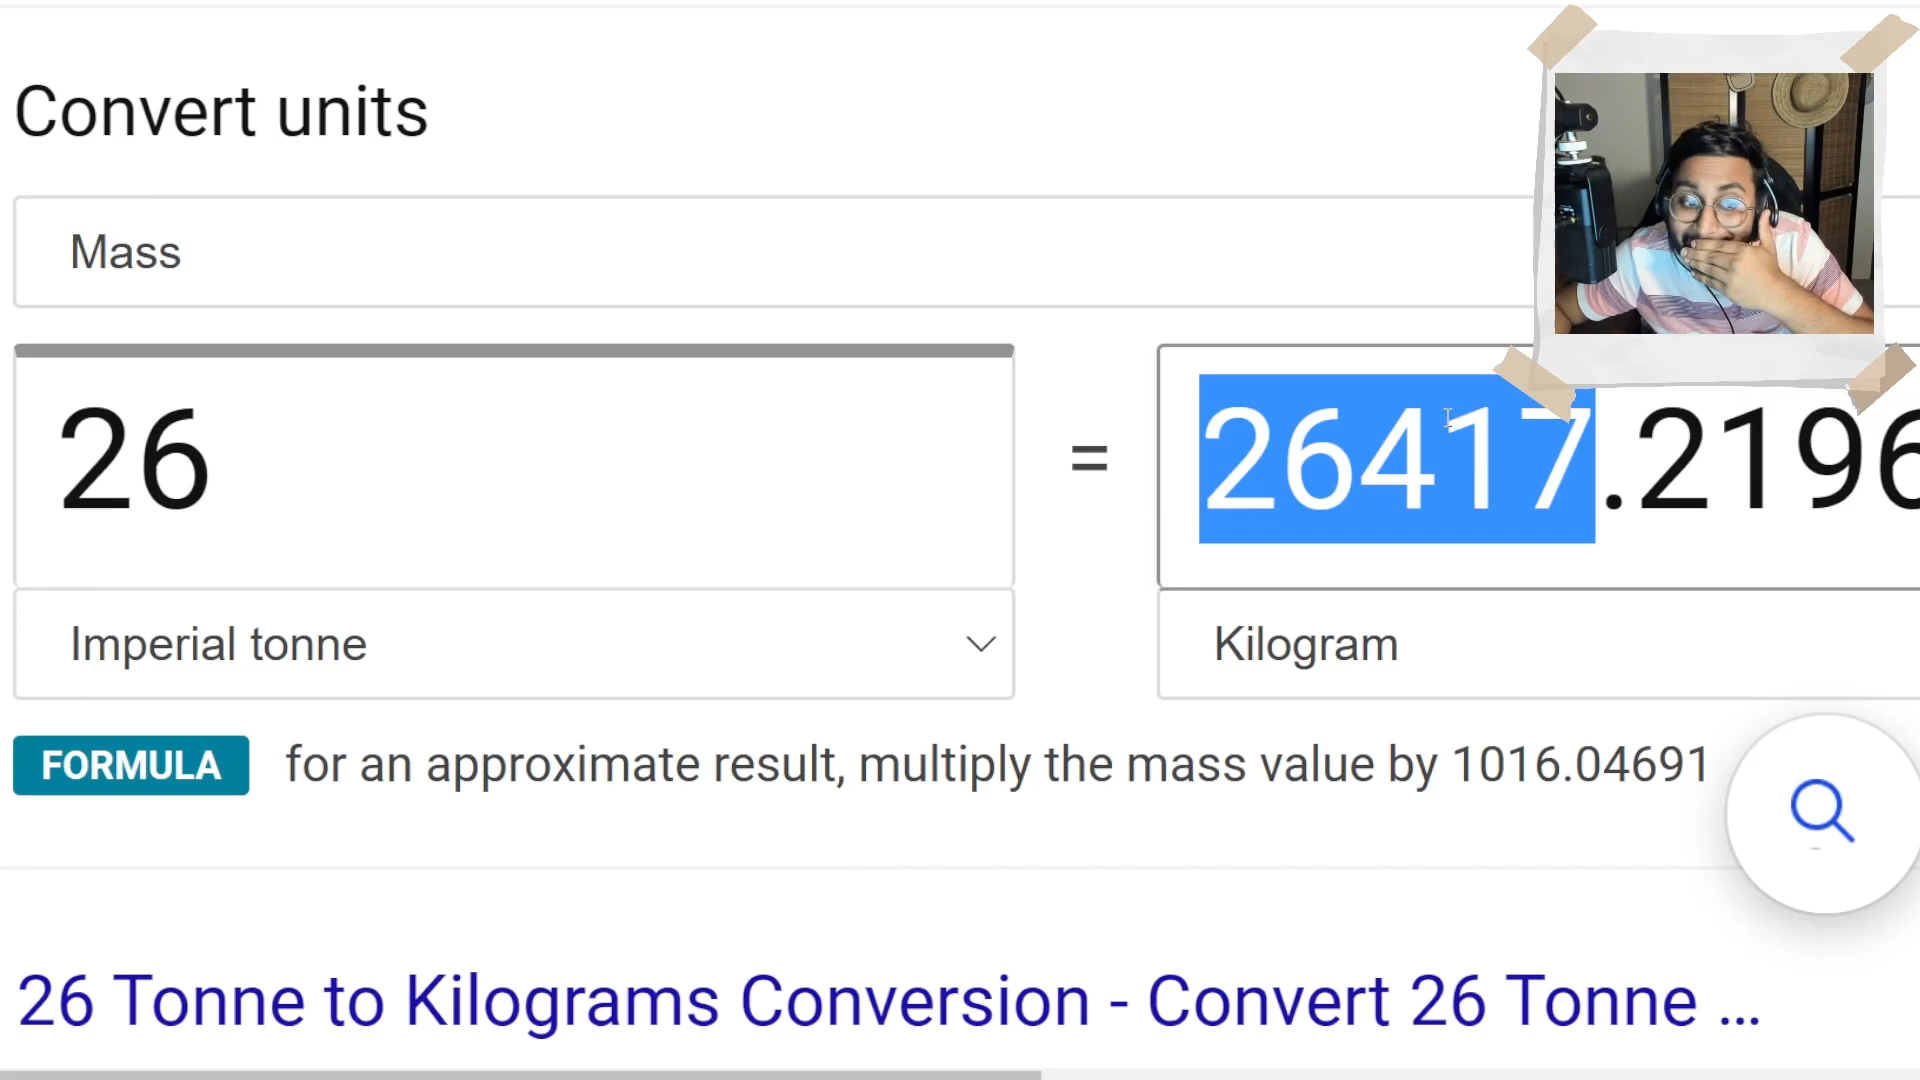 Convert units
Mass
26 = 26417.2196
Imperial tonne
Kilogram
FORMULA for an approximate result, multiply the mass value by 1016.04691
26 Tonne to Kilograms Conversion - Convert 26 Tonne ...